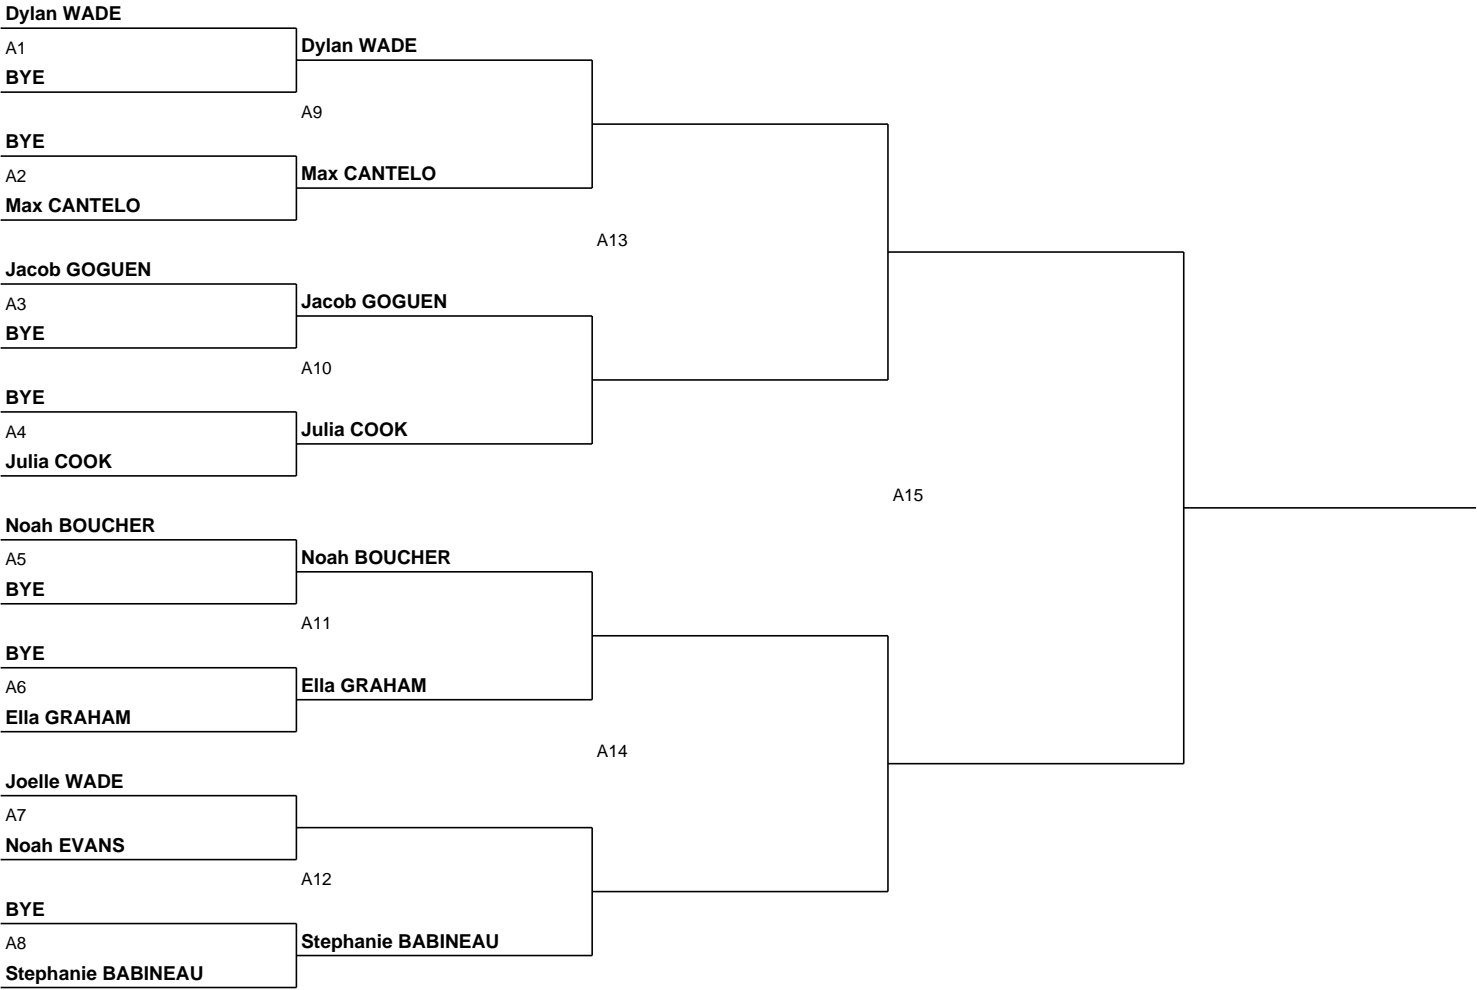 Dylan WADE
A1
BYE
BYE
A2
Max CANTELO
Jacob GOGUEN
A3
BYE
BYE
A4
Julia COOK
Noah BOUCHER
A5
BYE
BYE
A6
Ella GRAHAM
Joelle WADE
A7
Noah EVANS
BYE
A8
Stephanie BABINEAU
Dylan WADE
A9
Max CANTELO
Jacob GOGUEN
A10
Julia COOK
Noah BOUCHER
A11
Ella GRAHAM
A12
Stephanie BABINEAU
A13
A14
A15